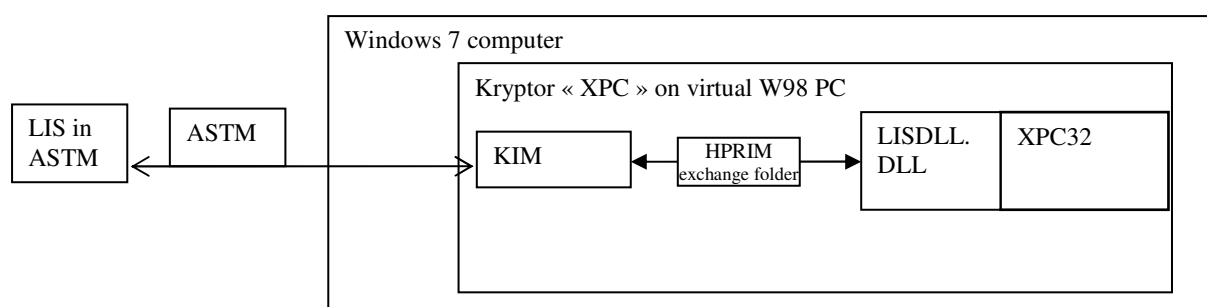 Windows 7 computer
Kryptor « XPC » on virtual W98 PC
LIS in
ASTM
ASTM
KIM
HPRIM
exchange folder
LISDLL.
DLL
XPC32